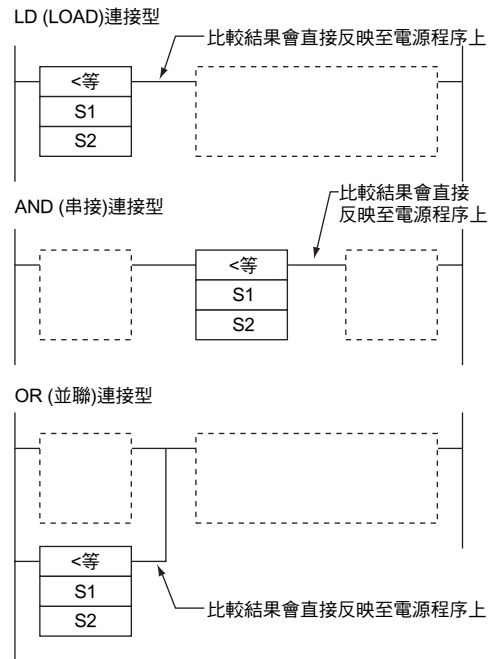 LD (LOAD)連接型
比較結果會直接反映至電源程序上
<等
S1
S2
AND (串接)連接型
比較結果會直接
反映至電源程序上
<等
S1
S2
OR (並聯)連接型
<等
S1
S2
比較結果會直接反映至電源程序上